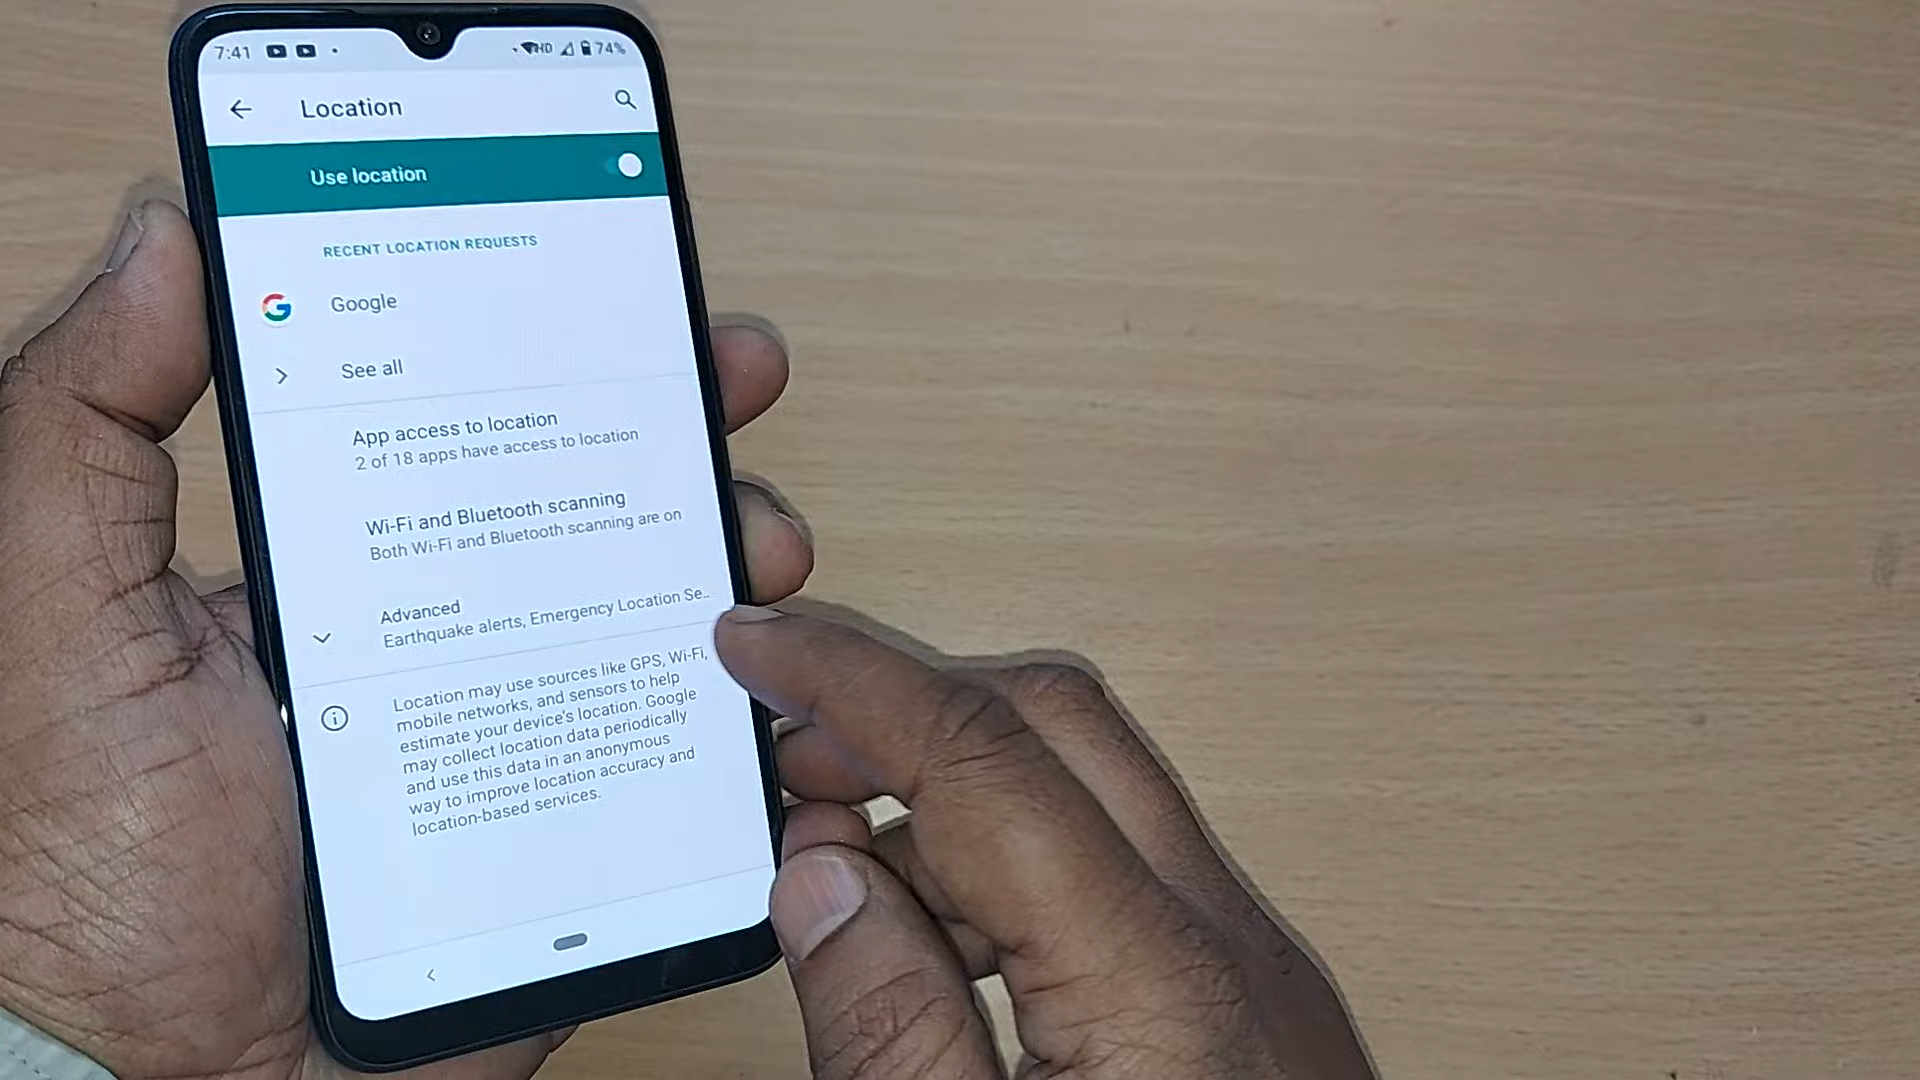 7:41 HD 74%
Location
Use location
RECENT LOCATION REQUESTS
Google
See all
App access to location
2 of 18 apps have access to location
Wi-Fi and Bluetooth scanning
Both Wi-Fi and Bluetooth scanning are on
Advanced
Earthquake alerts, Emergency Location Se..
Location may use sources like GPS, Wi-Fi,
mobile networks, and sensors to help
estimate your device's location. Google
may collect location data periodically
and use this data in an anonymous
way to improve location accuracy and
location-based services.